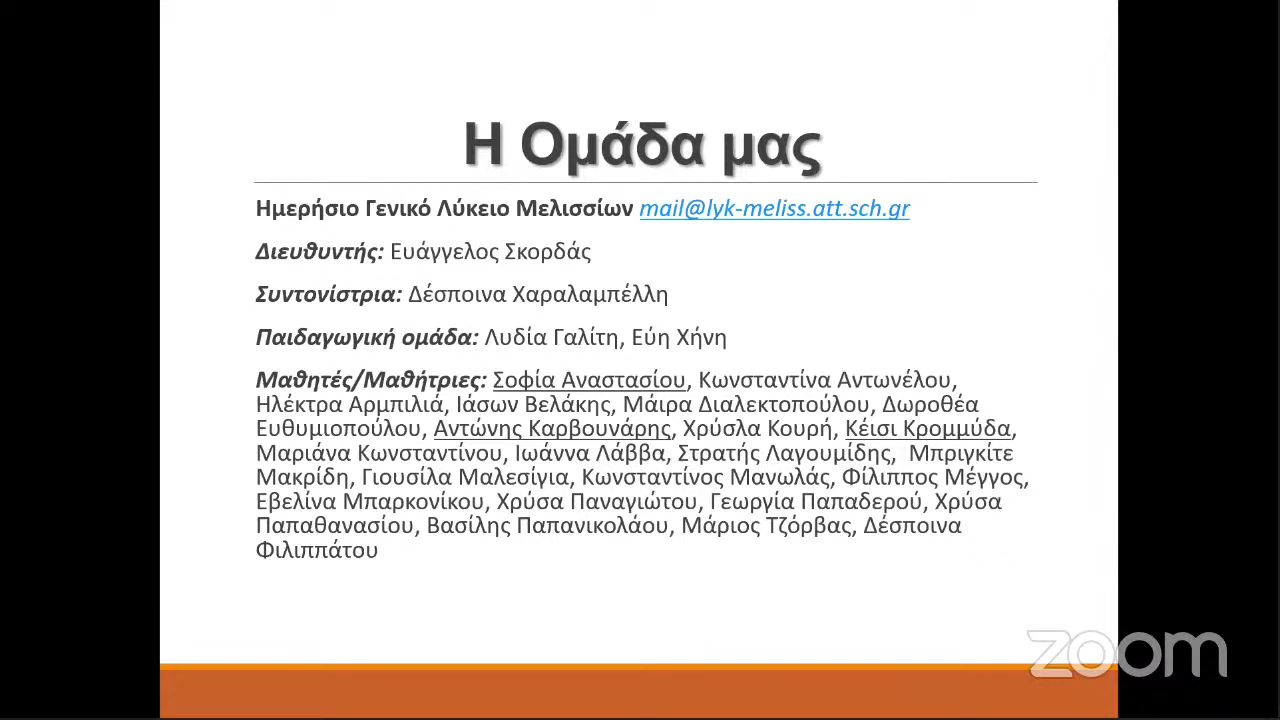 Η Ομάδα μας
Ημερήσιο Γενικό Λύκειο Μελισσίων mail@lyk-meliss.att.sch.gr
Διευθυντής: Ευάγγελος Σκορδάς
Συντονίστρια: Δέσποινα Χαραλαμπέλλη
Παιδαγωγική ομάδα: Λυδία Γαλίτη, Εύη Χήνη
Μαθητές/Μαθήτριες: Σοφία Αναστασίου, Κωνσταντίνα Αντωνέλου,
Ηλέκτρα Αρμπιλιά, Ιάσων Βελάκης, Μάιρα Διαλεκτοπούλου, Δωροθέα
Ευθυμιοπούλου, Αντώνης Καρβουνάρης, Χρύσλα Κουρή, Κέισι Κρομμύδα,
Μαριάνα Κωνσταντίνου, Ιωάννα Λάββα, Στρατής Λαγουμίδης, Μπριγκίτε
Μακρίδη, Γιουσίλα Μαλεσίγια, Κωνσταντίνος Μανωλάς, Φίλιππος Μέγγος,
Εβελίνα Μπαρκονίκου, Χρύσα Παναγιώτου, Γεωργία Παπαδερού, Χρύσα
Παπαθανασίου, Βασίλης Παπανικολάου, Μάριος Τζόρβας, Δέσποινα
Φιλιππάτου
zoom